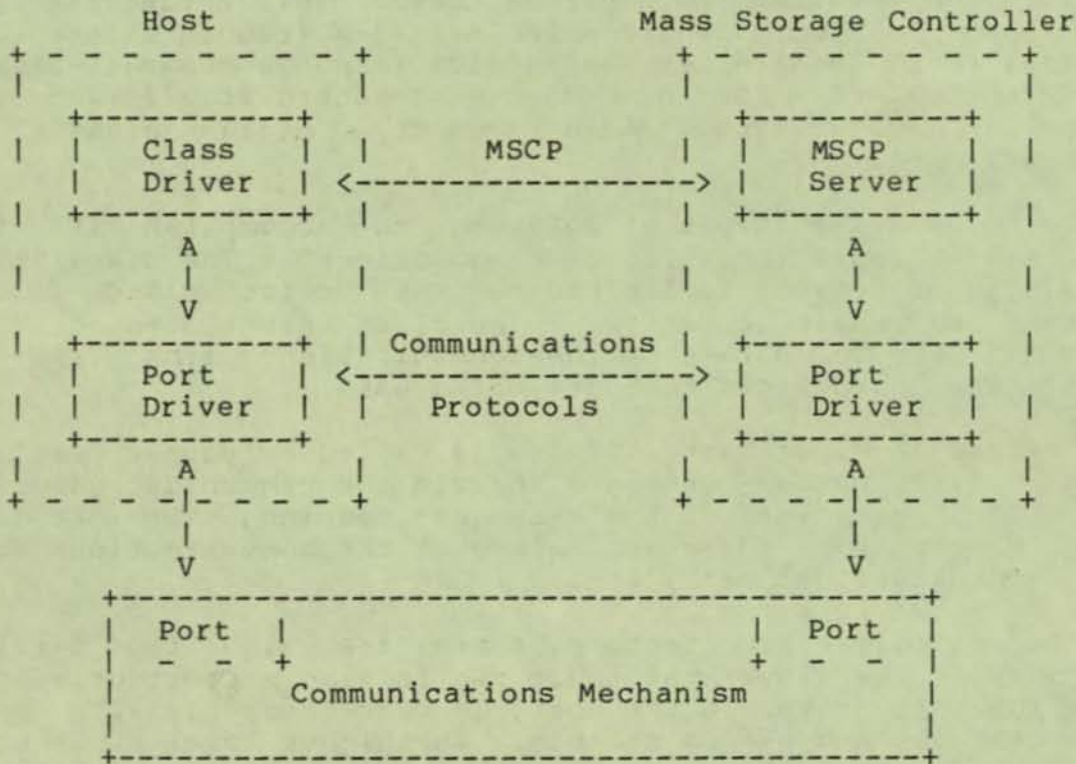 Host Mass Storage Controller
Class MSCP MSCP
Driver Server
A A
V V
Communications
Port Port
Driver Protocols Driver
A A
V V
Port Port
Communications Mechanism